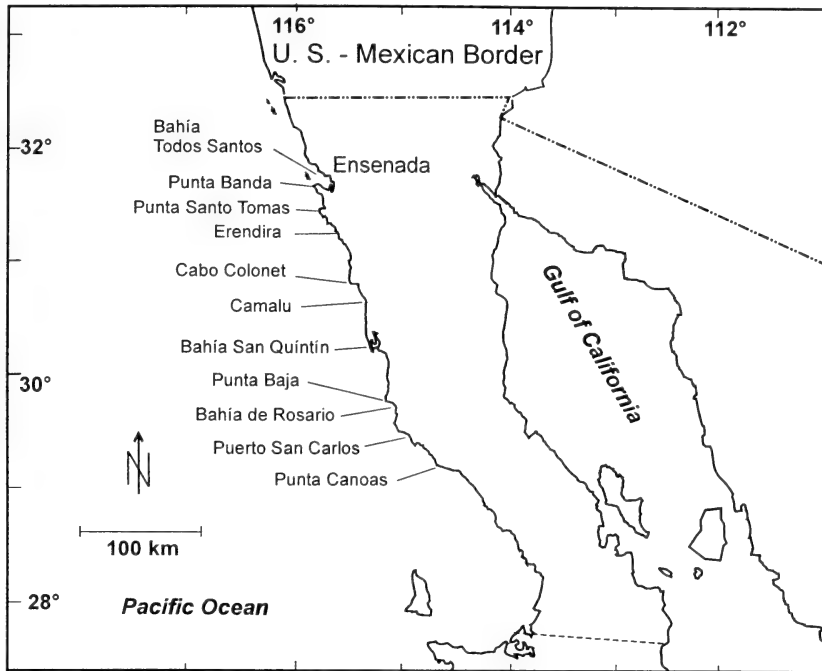 116°
114°
112°
U. S. - Mexican Border
32°
Bahía
Todos Santos
Ensenada
Punta Banda
Punta Santo Tomas
Erendira
Cabo Colonet
Camalu
Gulf of California
Bahía San Quintín
30°
Punta Baja
Bahía de Rosario
Puerto San Carlos
Punta Canoas
N
100 km
28°
Pacific Ocean